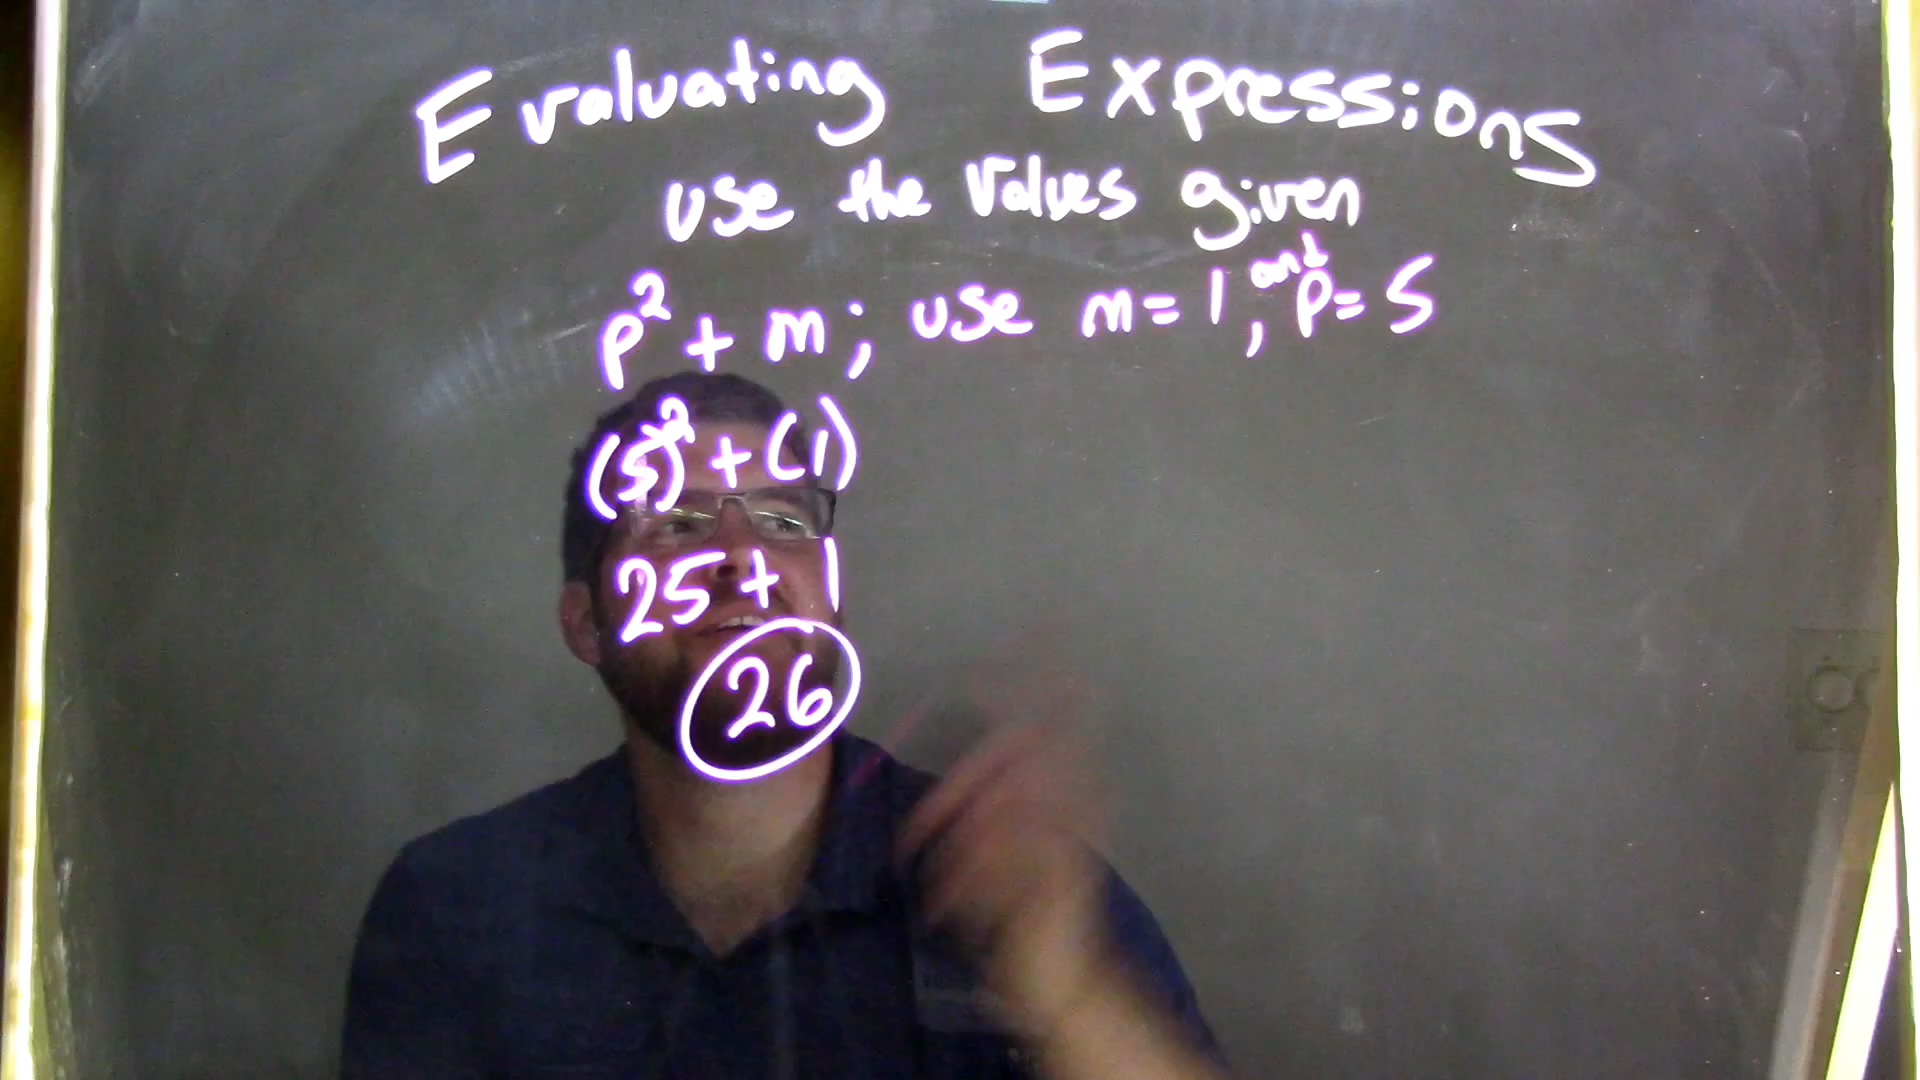 Evaluating Expressions
use the values given
p² + m; use m = 1, and p = 5
(5)² + (1)
25 + 1
26